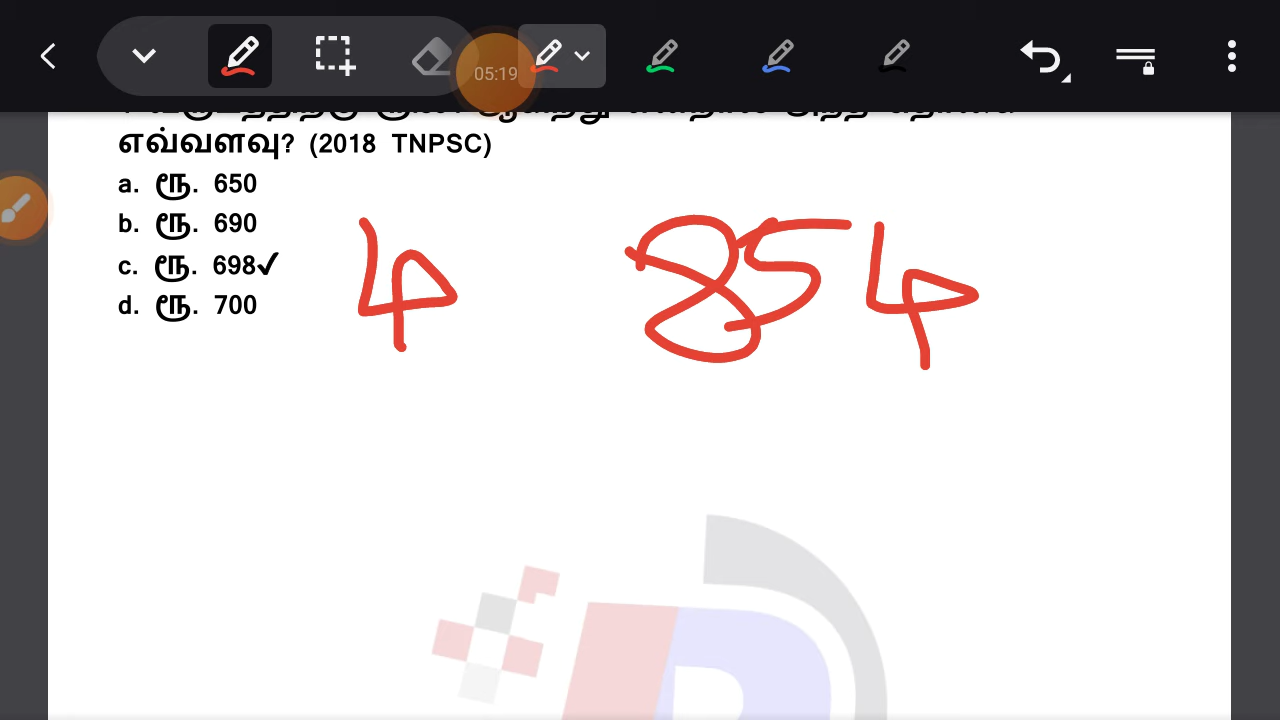 05:19
எவ்வளவு? (2018 TNPSC)
a. ரூ. 650
b. ரூ. 690
c. ரூ. 698✓
d. ரூ. 700
4 854